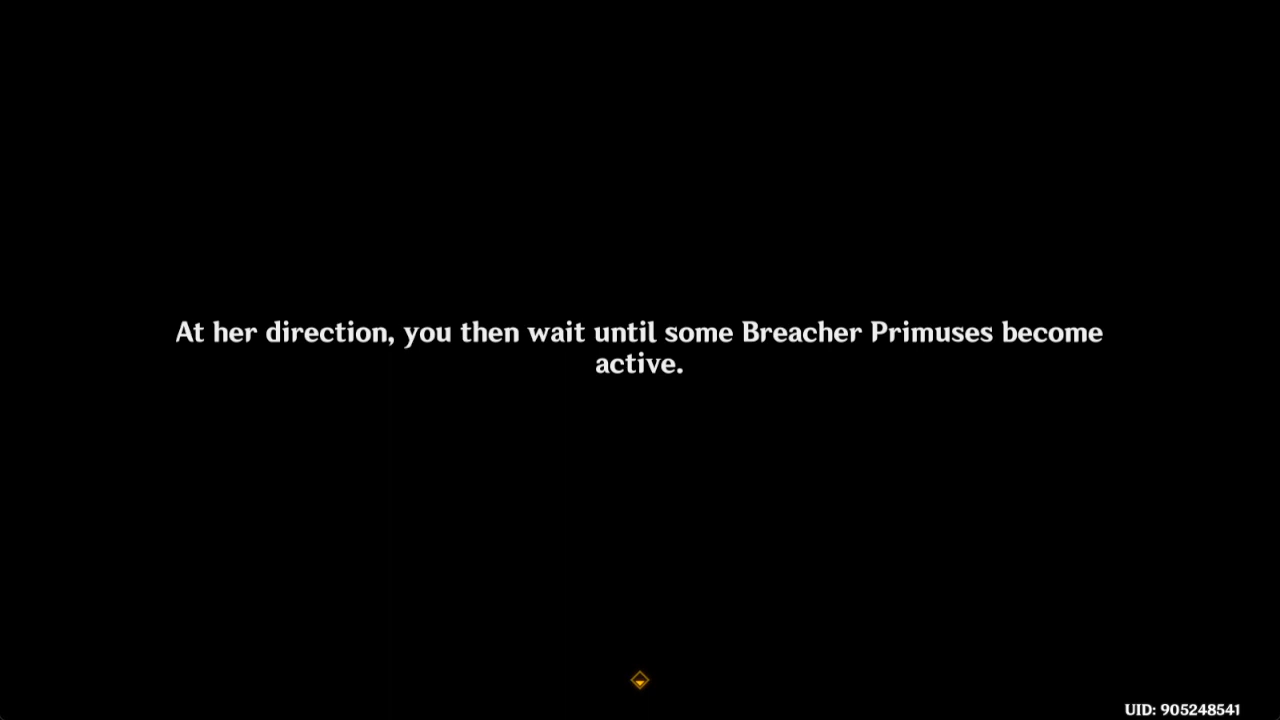 At her direction, you then wait until some Breacher Primuses become
active.
UID: 905248541